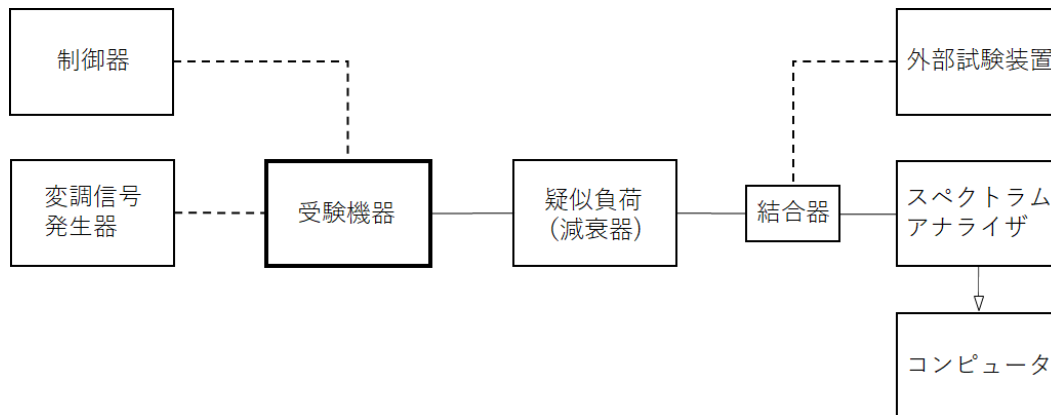 制御器
外部試験装置
変調信号
発生器
受験機器
疑似負荷
(減衰器)
結合器
スペクトラム
アナライザ
コンピュータ